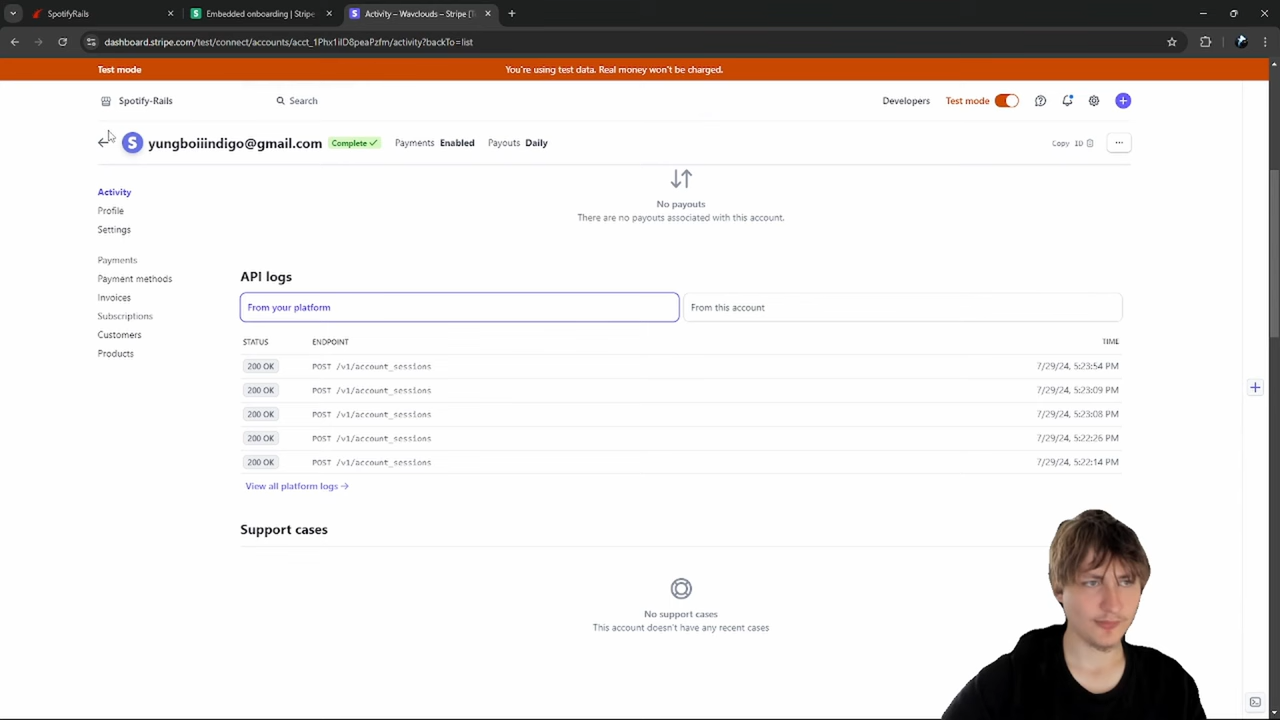 SpotifyRails
Embedded onboarding | Stripe
Activity – Wavclouds – Stripe [T
dashboard.stripe.com/test/connect/accounts/acct_1Phx1iID8peaPzfm/activity?backTo=list
Test mode
You're using test data. Real money won't be charged.
Spotify-Rails
Search
Developers
Test mode
S
yungboiiindigo@gmail.com
Complete
Payments Enabled
Payouts Daily
Copy ID
Activity
Profile
Settings
Payments
Payment methods
Invoices
Subscriptions
Customers
Products
No payouts
There are no payouts associated with this account.
API logs
From your platform
From this account
STATUS ENDPOINT TIME
200 OK POST /v1/account_sessions 7/29/24, 5:23:54 PM
200 OK POST /v1/account_sessions 7/29/24, 5:23:09 PM
200 OK POST /v1/account_sessions 7/29/24, 5:23:08 PM
200 OK POST /v1/account_sessions 7/29/24, 5:22:26 PM
200 OK POST /v1/account_sessions 7/29/24, 5:22:14 PM
View all platform logs →
Support cases
No support cases
This account doesn't have any recent cases